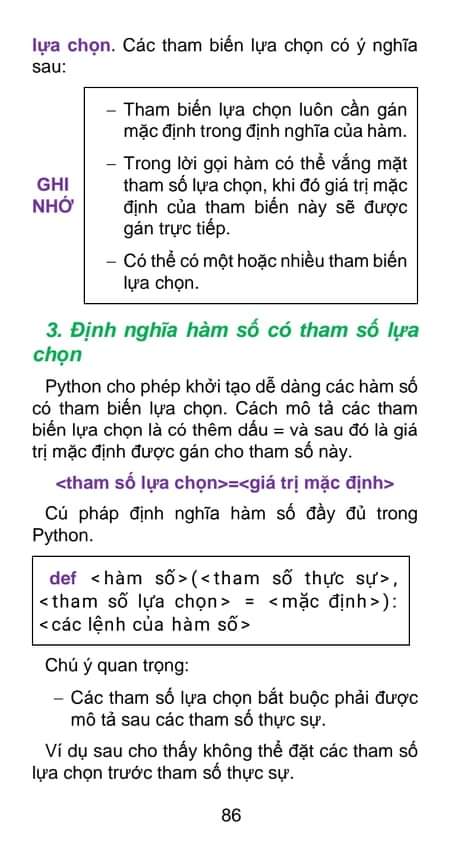 lựa chọn. Các tham biến lựa chọn có ý nghĩa
sau:
GHI
NHỚ
– Tham biến lựa chọn luôn cần gán
mặc định trong định nghĩa của hàm.
– Trong lời gọi hàm có thể vắng mặt
tham số lựa chọn, khi đó giá trị mặc
định của tham biến này sẽ được
gán trực tiếp.
– Có thể có một hoặc nhiều tham biến
lựa chọn.
3. Định nghĩa hàm số có tham số lựa
chọn
Python cho phép khởi tạo dễ dàng các hàm số
có tham biến lựa chọn. Cách mô tả các tham
biến lựa chọn là có thêm dấu = và sau đó là giá
trị mặc định được gán cho tham số này.
<tham số lựa chọn>=<giá trị mặc định>
Cú pháp định nghĩa hàm số đầy đủ trong
Python.
def <hàm số>(<tham số thực sự>,
<tham số lựa chọn> = <mặc định>):
<các lệnh của hàm số>
Chú ý quan trọng:
– Các tham số lựa chọn bắt buộc phải được
mô tả sau các tham số thực sự.
Ví dụ sau cho thấy không thể đặt các tham số
lựa chọn trước tham số thực sự.
86